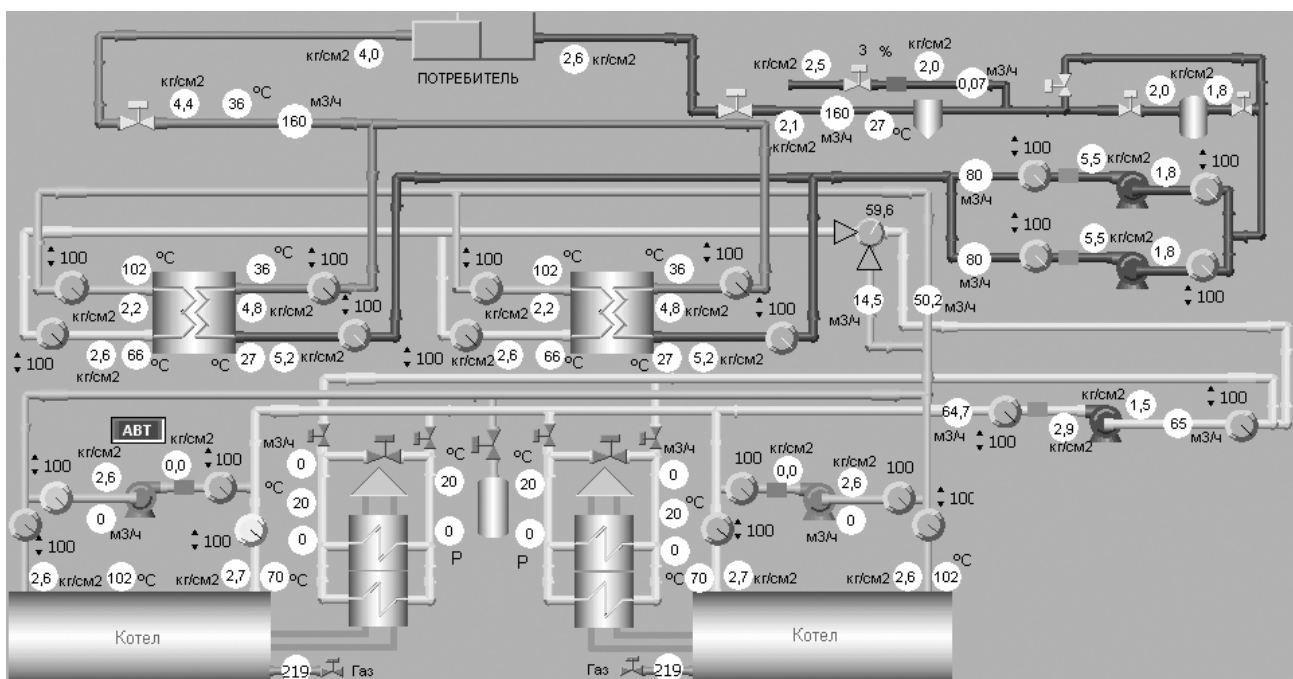 кг/см2 4,0
ПОТРЕБИТЕЛЬ
2,6 кг/см2
3 %
кг/см2 2,5
кг/см2
2,0
0,07 м3/ч
кг/см2
4,4
36 °C
м3/ч
160
2,1
кг/см2
160
м3/ч
27 °C
кг/см2
2,0 1,8
100
80
м3/ч
5,5 кг/см2 1,8
100
100
80
м3/ч
5,5 кг/см2 1,8
100
59,6
14,5
м3/ч
50,2 м3/ч
100
102 °C
°C
36
100
кг/см2 2,2
4,8 кг/см2
100
100
2,6 66 °C
кг/см2
°C 27 5,2 кг/см2
100
102 °C
°C
36
100
кг/см2 2,2
4,8 кг/см2
100
100
кг/см2 2,6 66 °C
°C 27 5,2 кг/см2
64,7
м3/ч
100
2,9
кг/см2
кг/см2
1,5
65
м3/ч
100
АВТ
кг/см2
100
2,6
0,0
100
0
м3/ч
°C
100
100
м3/ч
0
20
0
°C
20
0
P
°C
20
0
P
м3/ч
0
20 °C
0
100
кг/см2
0,0 2,6
100
0
м3/ч
100
100
100
2,6 кг/см2 102 °C
кг/см2 2,7 70 °C
°C 70 2,7 кг/см2
кг/см2 2,6 102
°C
Котел
Котел
219 Газ
Газ 219